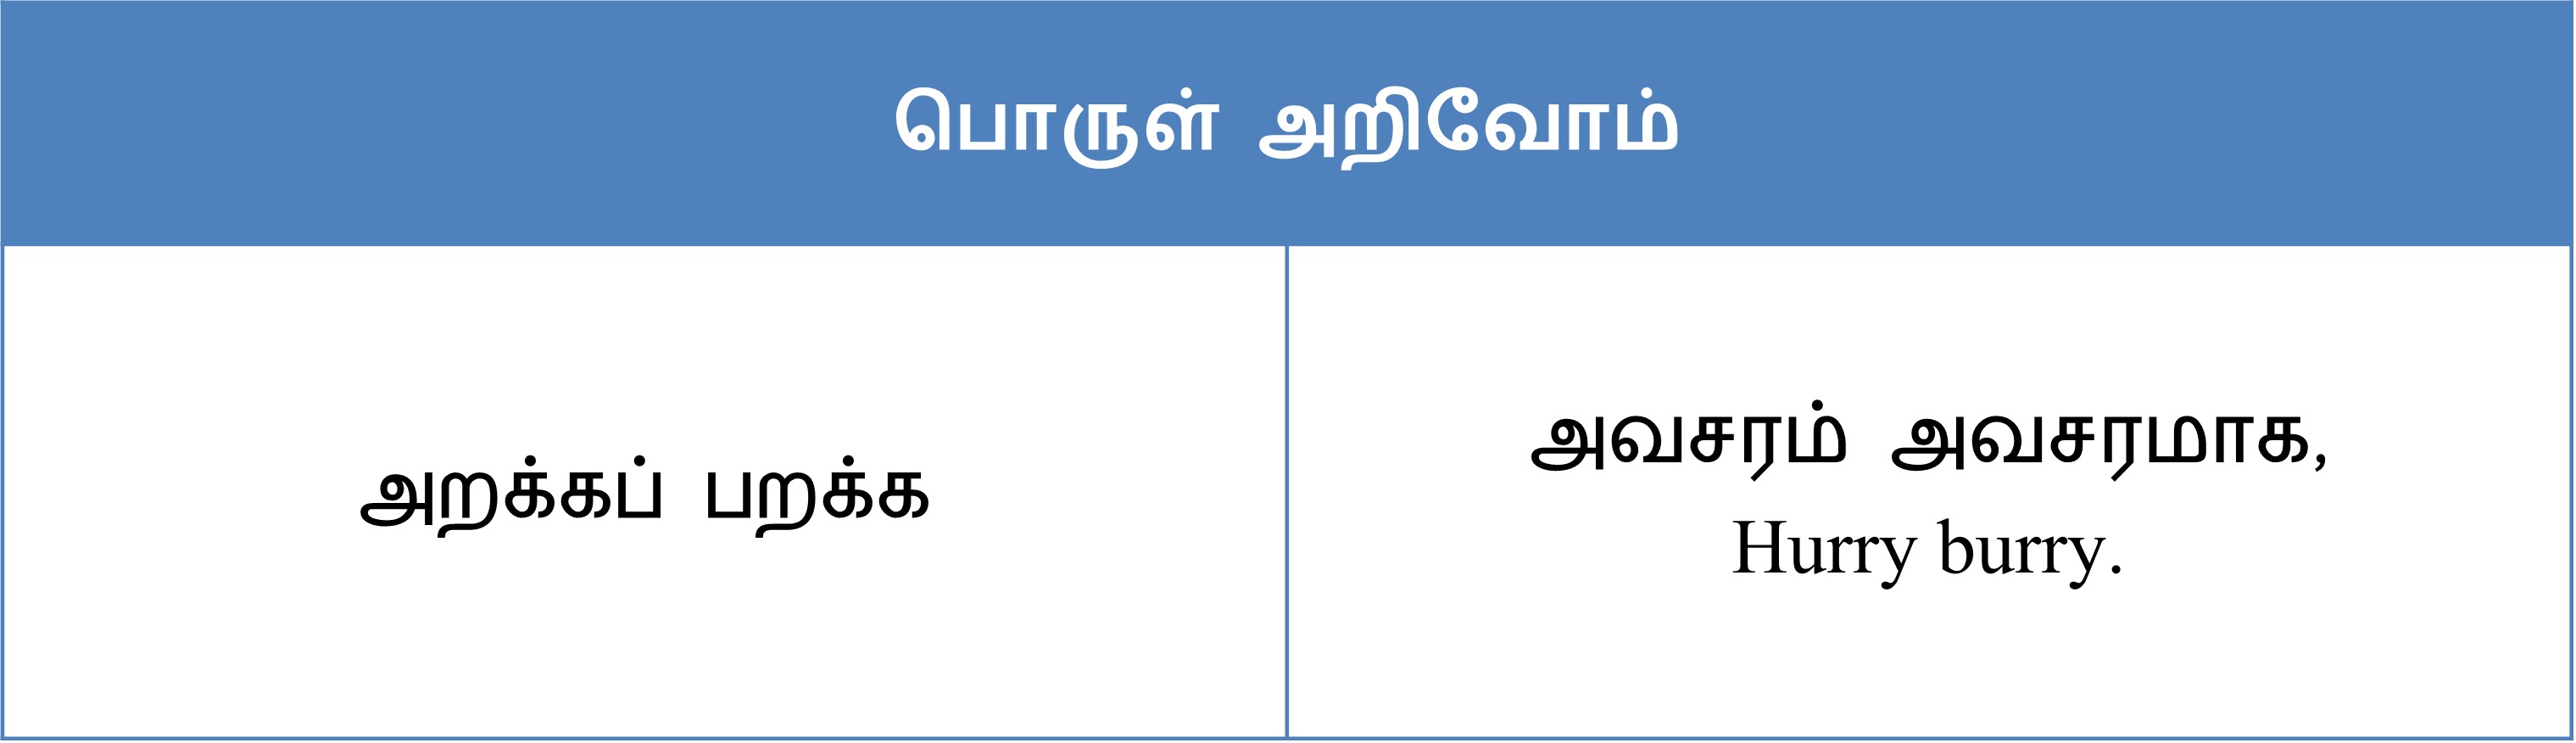 பொருள் அறிவோம்
அறக்கப் பறக்க
அவசரம் அவசரமாக,
Hurry burry.